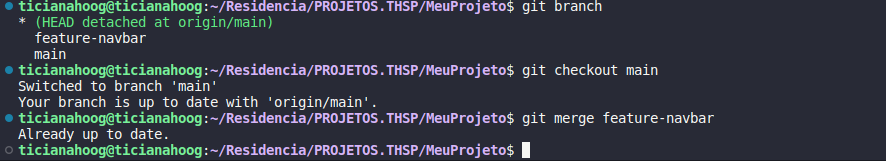 ticianahoog@ticianahoog:~/Residencia/PROJETOS.THSP/MeuProjeto$ git branch
* (HEAD detached at origin/main)
feature-navbar
main
ticianahoog@ticianahoog:~/Residencia/PROJETOS.THSP/MeuProjeto$ git checkout main
Switched to branch 'main'
Your branch is up to date with 'origin/main'.
ticianahoog@ticianahoog:~/Residencia/PROJETOS.THSP/MeuProjeto$ git merge feature-navbar
Already up to date.
ticianahoog@ticianahoog:~/Residencia/PROJETOS.THSP/MeuProjeto$